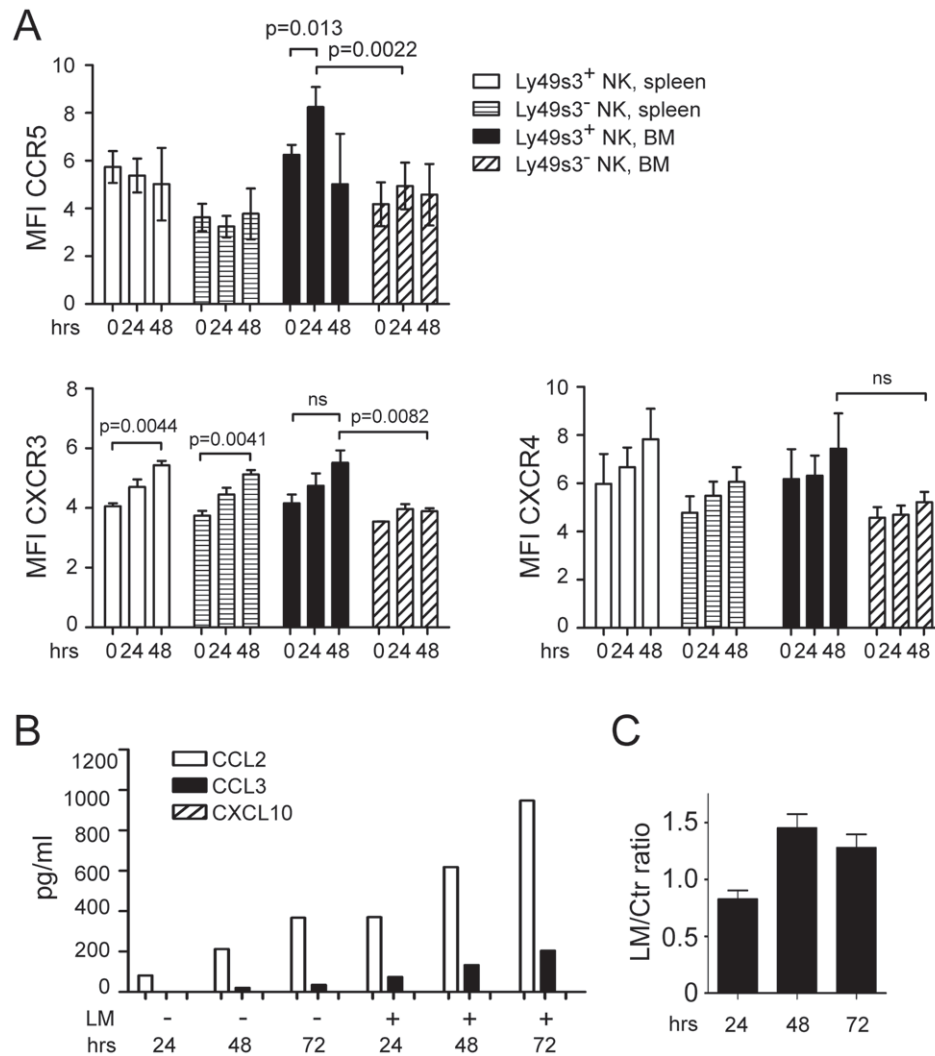 A
p=0.013
p=0.0022
10
8
6
4
2
0
MFI CCR5
hrs
0 24 48
0 24 48
0 24 48
0 24 48
Ly49s3+ NK, spleen
Ly49s3- NK, spleen
Ly49s3+ NK, BM
Ly49s3- NK, BM
8
6
4
2
0
MFI CXCR3
p=0.0044
p=0.0041
ns
p=0.0082
hrs
0 24 48
0 24 48
0 24 48
0 24 48
10
8
6
4
2
0
MFI CXCR4
ns
hrs
0 24 48
0 24 48
0 24 48
0 24 48
B
1200
1000
800
600
400
200
0
pg/ml
CCL2
CCL3
CXCL10
LM - - - + + +
hrs 24 48 72 24 48 72
C
1.5
1.0
0.5
0
LM/Ctr ratio
hrs 24 48 72